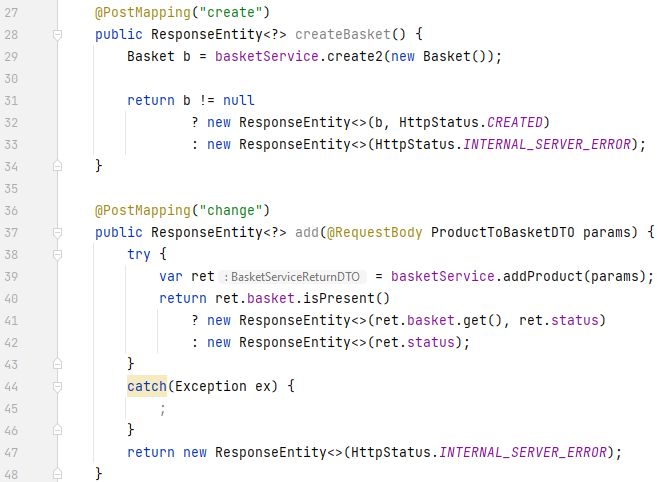 27 @PostMapping("create")
28 public ResponseEntity<?> createBasket() {
29 Basket b = basketService.create2(new Basket());
30
31 return b != null
32 ? new ResponseEntity<>(b, HttpStatus.CREATED)
33 : new ResponseEntity<>(HttpStatus.INTERNAL_SERVER_ERROR);
34 }
35
36 @PostMapping("change")
37 public ResponseEntity<?> add(@RequestBody ProductToBasketDTO params) {
38 try {
39 var ret : BasketServiceReturnDTO = basketService.addProduct(params);
40 return ret.basket.isPresent()
41 ? new ResponseEntity<>(ret.basket.get(), ret.status)
42 : new ResponseEntity<>(ret.status);
43 }
44 catch(Exception ex) {
45 ;
46 }
47 return new ResponseEntity<>(HttpStatus.INTERNAL_SERVER_ERROR);
48 }